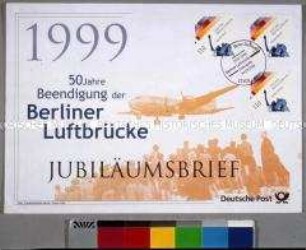 1999
50 Jahre
Beendigung der
Berliner
Luftbrücke
JUBILÄUMSBRIEF
Deutsche Post